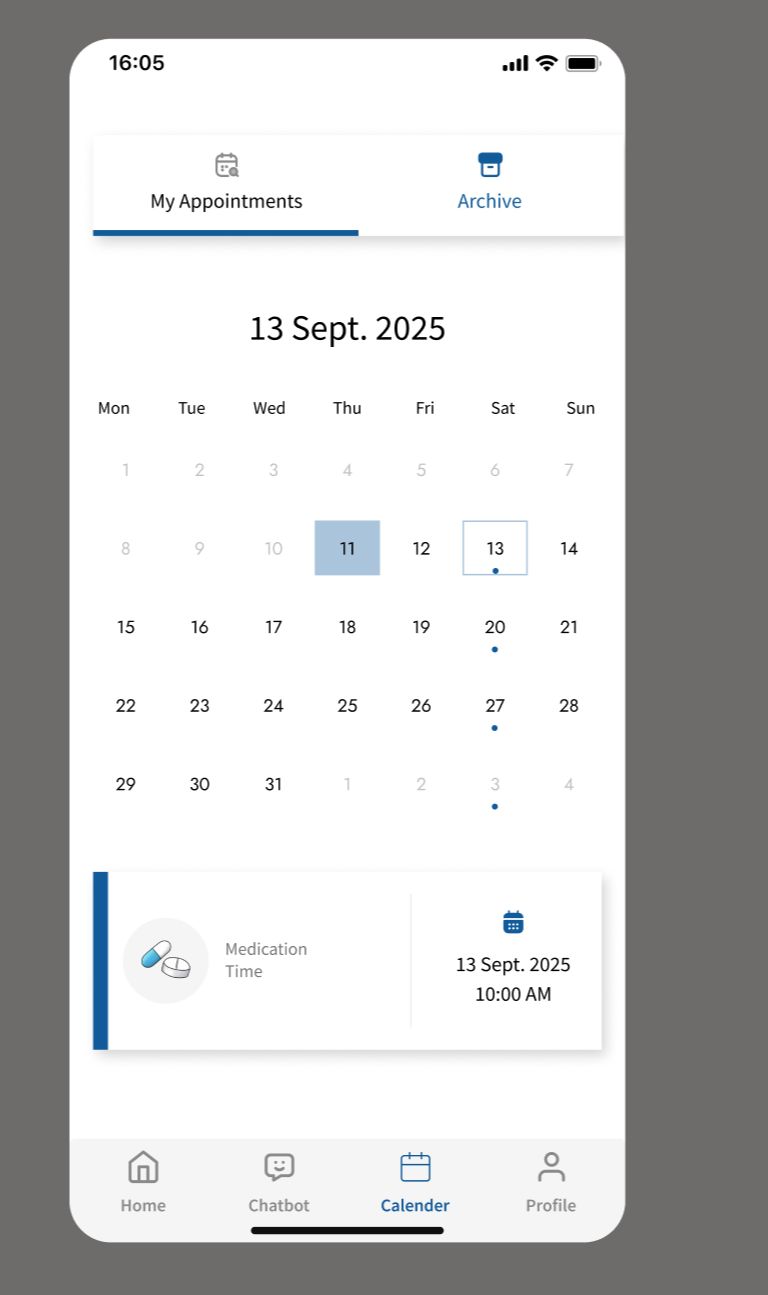 16:05
My Appointments Archive
13 Sept. 2025
Mon Tue Wed Thu Fri Sat Sun
1 2 3 4 5 6 7
8 9 10 11 12 13 14
15 16 17 18 19 20 21
22 23 24 25 26 27 28
29 30 31 1 2 3 4
Medication
Time
13 Sept. 2025
10:00 AM
Home Chatbot Calender Profile